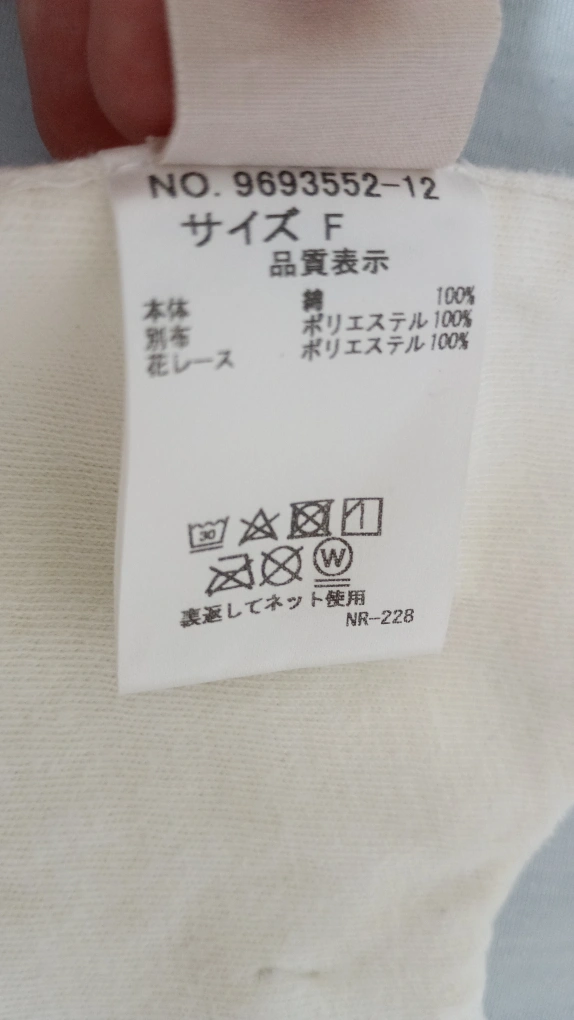 NO. 9693552-12
サイズ F
品質表示
本体 綿 100%
別布 ポリエステル 100%
花レース ポリエステル 100%
30
W
裏返してネット使用
NR-228